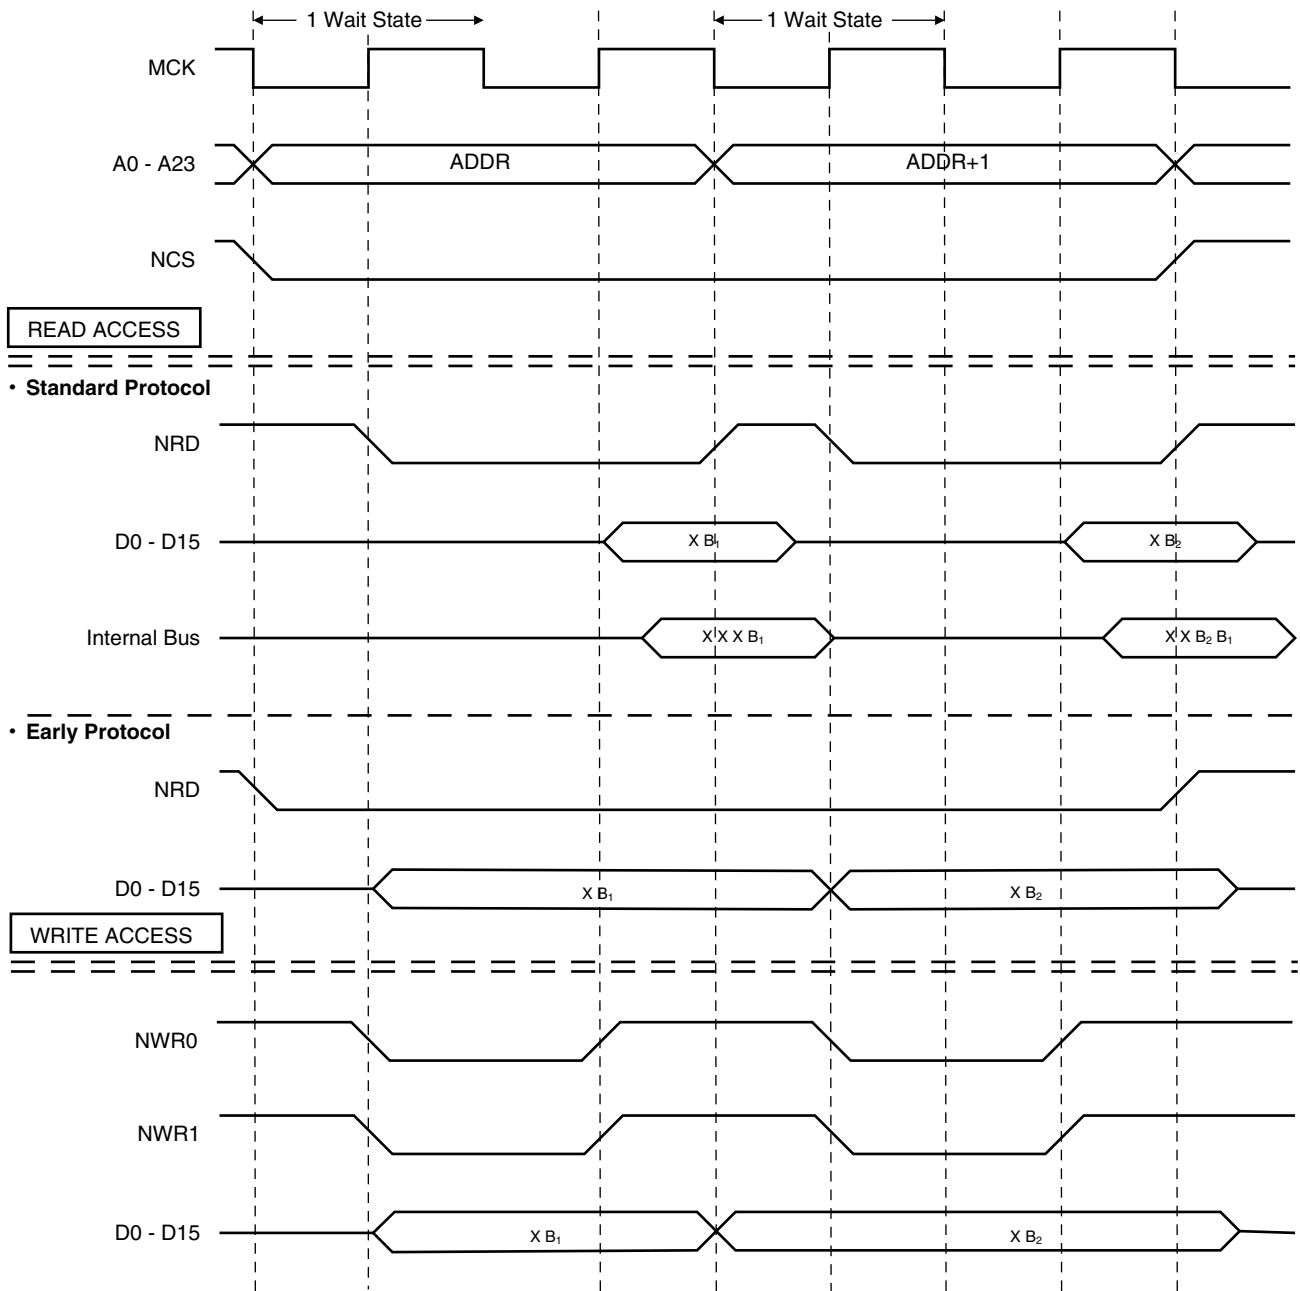 1 Wait State 1 Wait State
MCK
A0 - A23 ADDR ADDR+1
NCS
READ ACCESS
• Standard Protocol
NRD
D0 - D15 X B₁ X B₂
Internal Bus X X X B₁ X X B₂ B₁
• Early Protocol
NRD
D0 - D15 X B₁ X B₂
WRITE ACCESS
NWR0
NWR1
D0 - D15 X B₁ X B₂